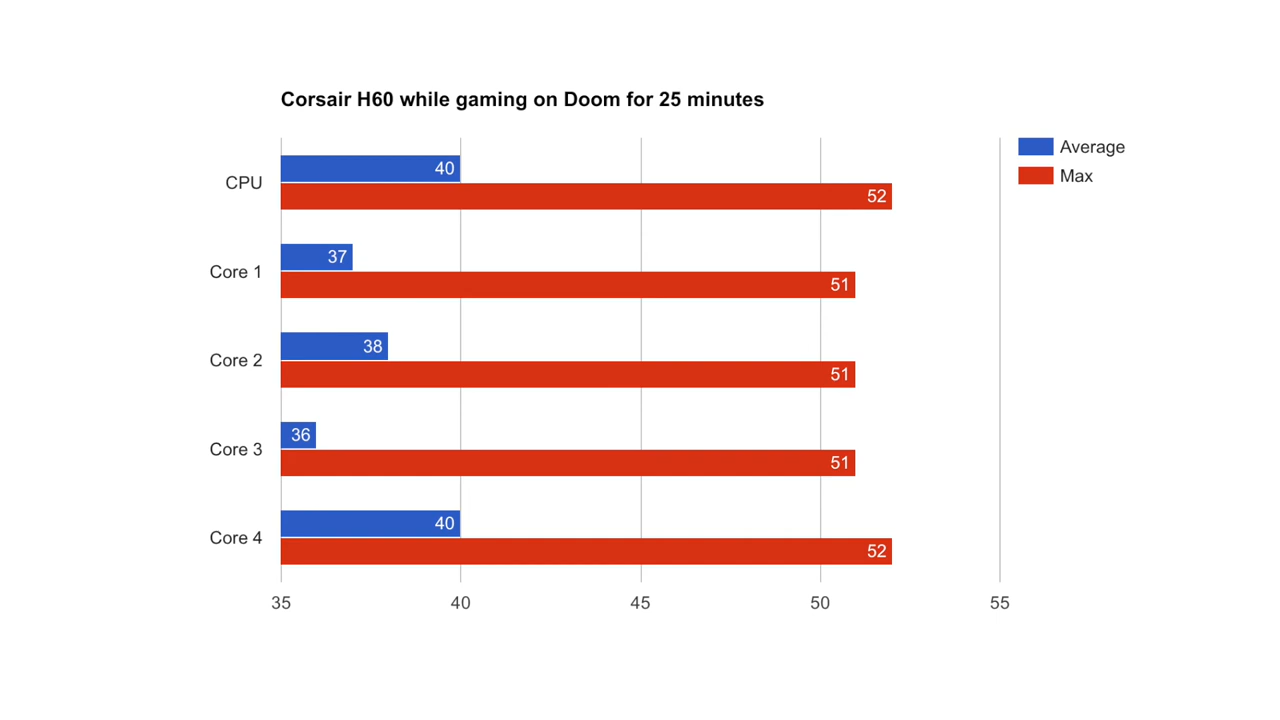 Corsair H60 while gaming on Doom for 25 minutes
Average
Max
CPU
40
52
Core 1
37
51
Core 2
38
51
Core 3
36
51
Core 4
40
52
35 40 45 50 55